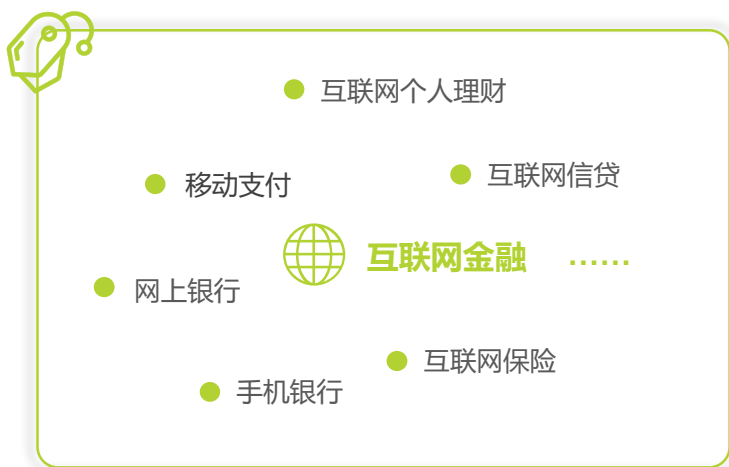 互联网个人理财
移动支付
互联网信贷
互联网金融 ……
网上银行
互联网保险
手机银行